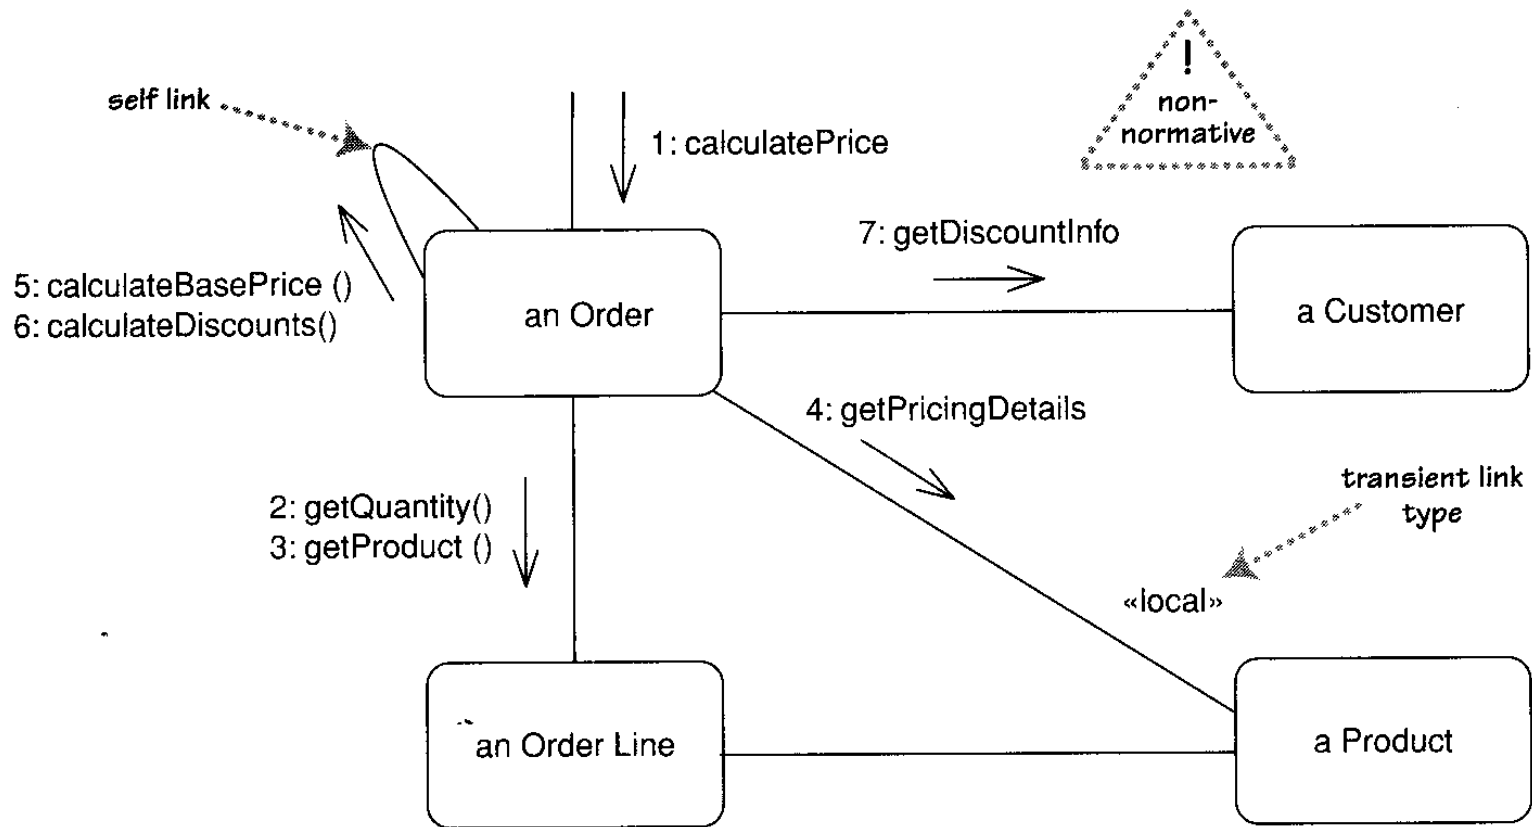 self link
1: calculatePrice
!
non-
normative
7: getDiscountInfo
5: calculateBasePrice ()
6: calculateDiscounts()
an Order
a Customer
4: getPricingDetails
2: getQuantity()
3: getProduct ()
transient link
type
«local»
an Order Line
a Product